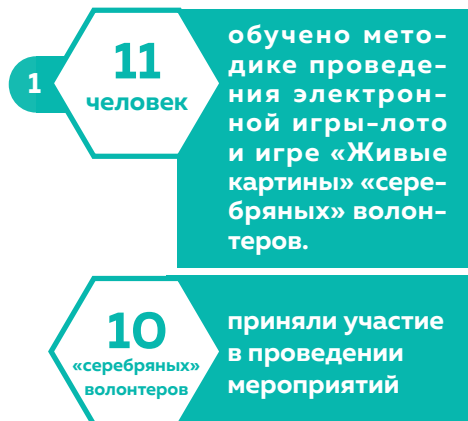 1
11
человек
обучено мето-
дике проведе-
ния электрон-
ной игры-лото
и игре «Живые
картины» «сере-
бряных» волон-
теров.
10
«серебряных»
волонтеров
приняли участие
в проведении
мероприятий